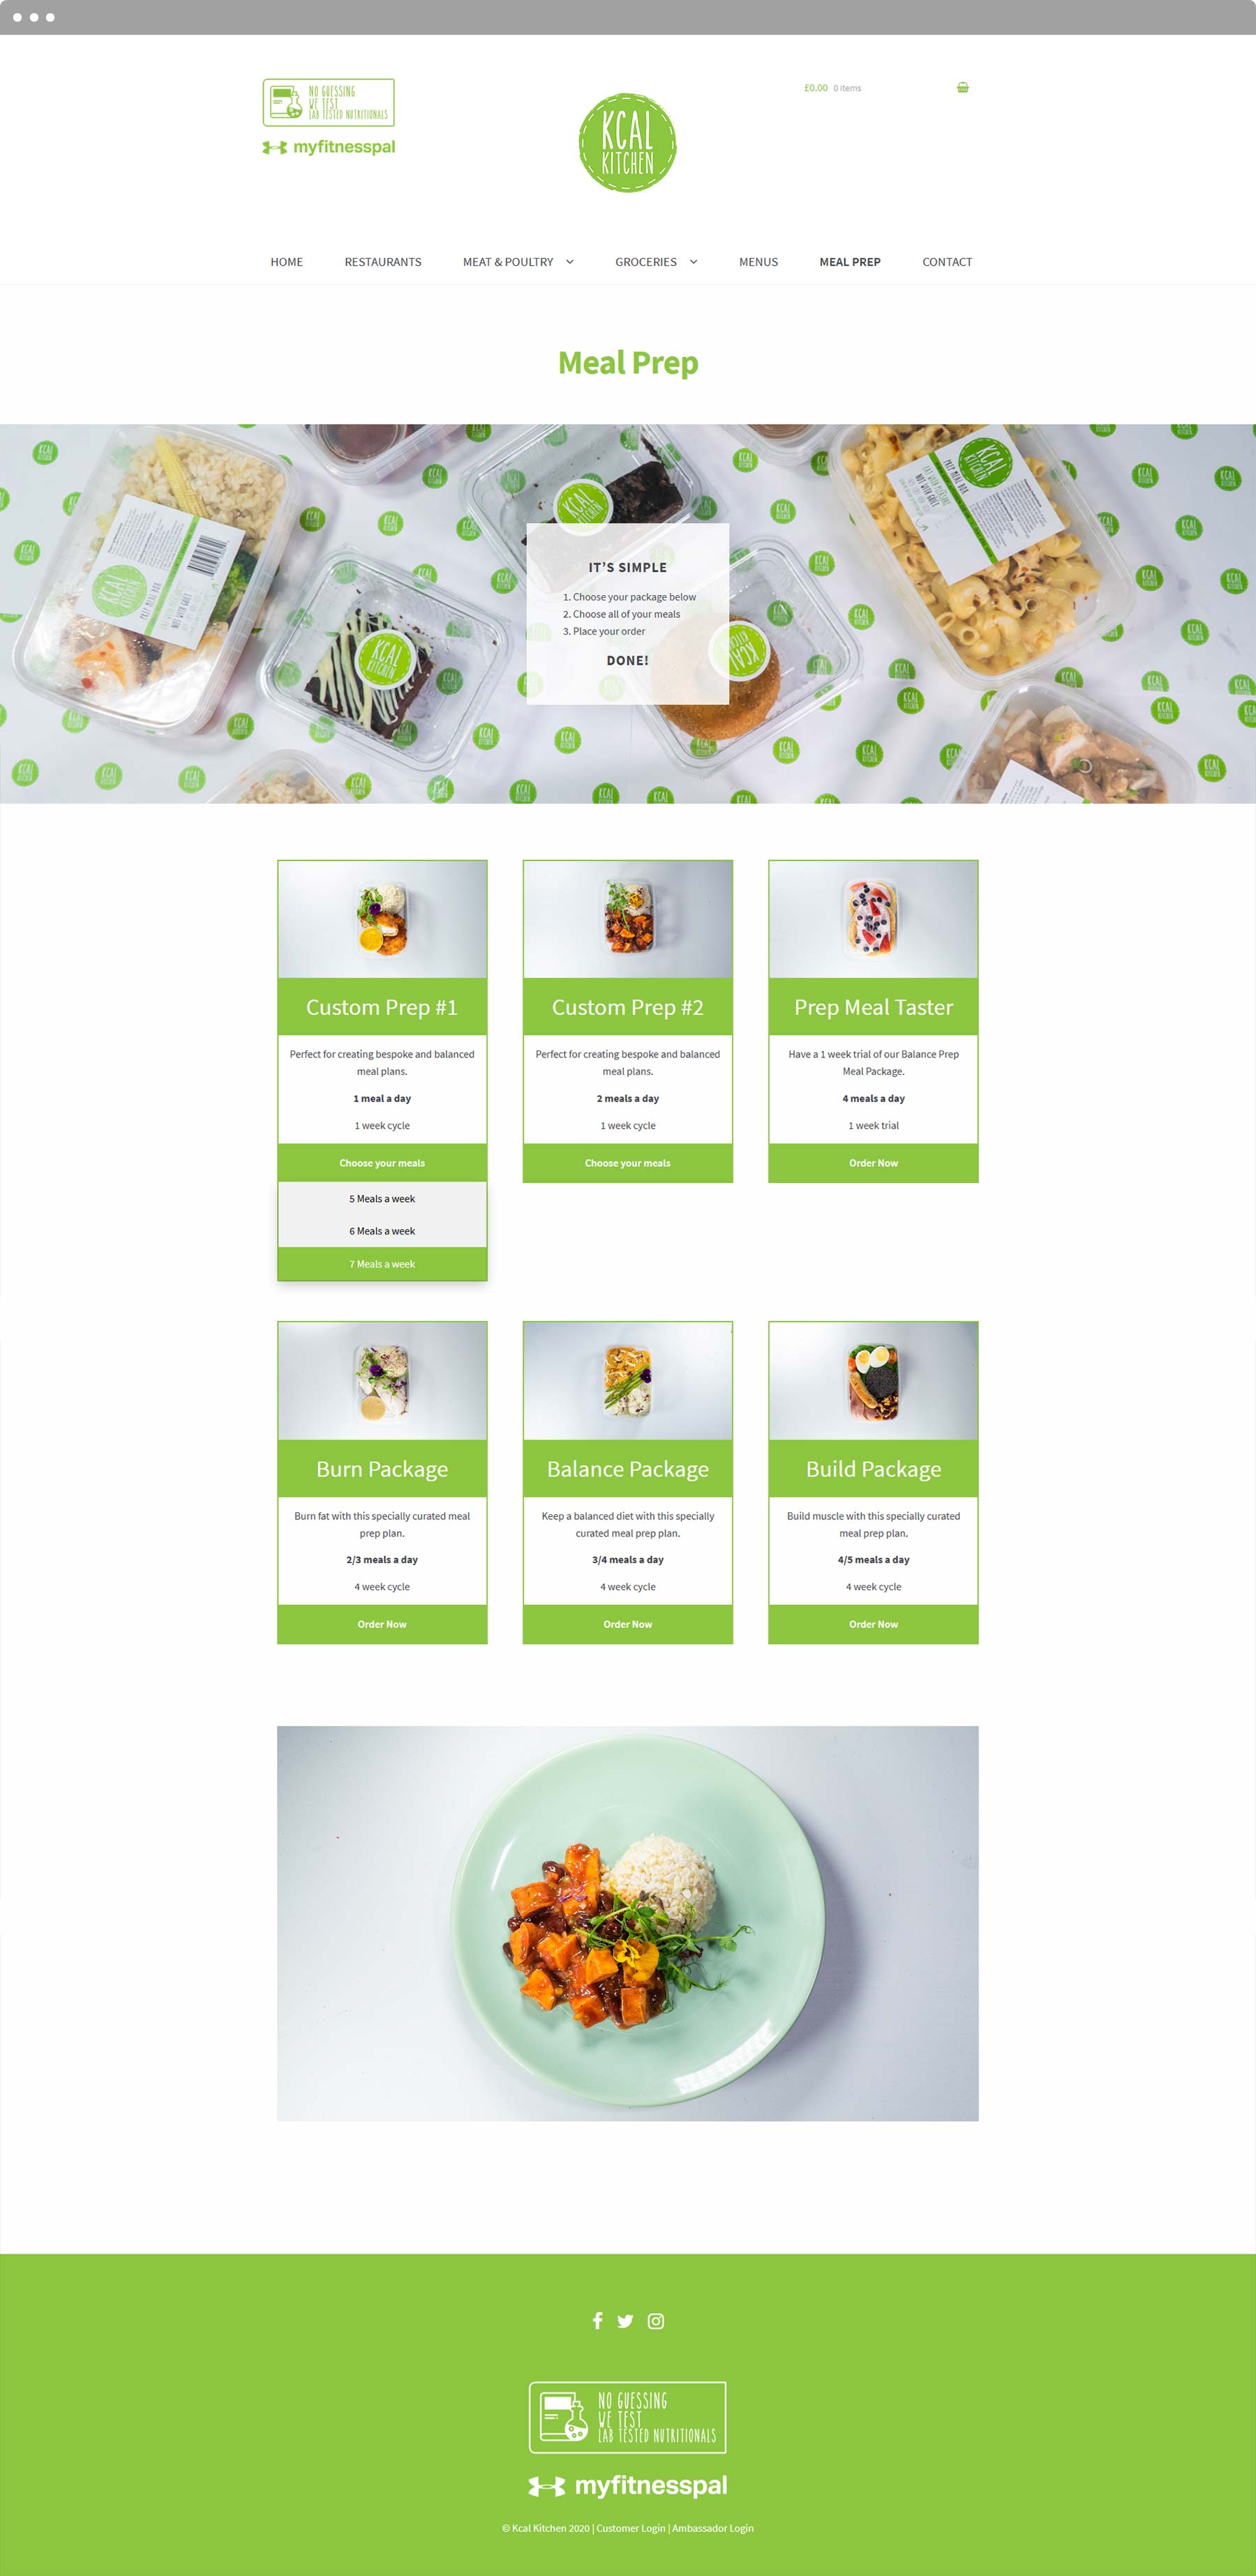 NO GUESSING
WE TEST
LAB TESTED NUTRITIONALS
myfitnesspal
KCAL
KITCHEN
£0.00 0 items
HOME RESTAURANTS MEAT & POULTRY GROCERIES MENUS MEAL PREP CONTACT
Meal Prep
KCAL
KITCHEN
PREP MEAL BOX
KCAL
KITCHEN
KCAL
KITCHEN
IT'S SIMPLE
1. Choose your package below
2. Choose all of your meals
3. Place your order
DONE!
Custom Prep #1
Perfect for creating bespoke and balanced
meal plans.
1 meal a day
1 week cycle
Choose your meals
5 Meals a week
6 Meals a week
7 Meals a week
Custom Prep #2
Perfect for creating bespoke and balanced
meal plans.
2 meals a day
1 week cycle
Choose your meals
Prep Meal Taster
Have a 1 week trial of our Balance Prep
Meal Package.
4 meals a day
1 week trial
Order Now
Burn Package
Burn fat with this specially curated meal
prep plan.
2/3 meals a day
4 week cycle
Order Now
Balance Package
Keep a balanced diet with this specially
curated meal prep plan.
3/4 meals a day
4 week cycle
Order Now
Build Package
Build muscle with this specially curated
meal prep plan.
4/5 meals a day
4 week cycle
Order Now
NO GUESSING
WE TEST
LAB TESTED NUTRITIONALS
myfitnesspal
© Kcal Kitchen 2020 | Customer Login | Ambassador Login